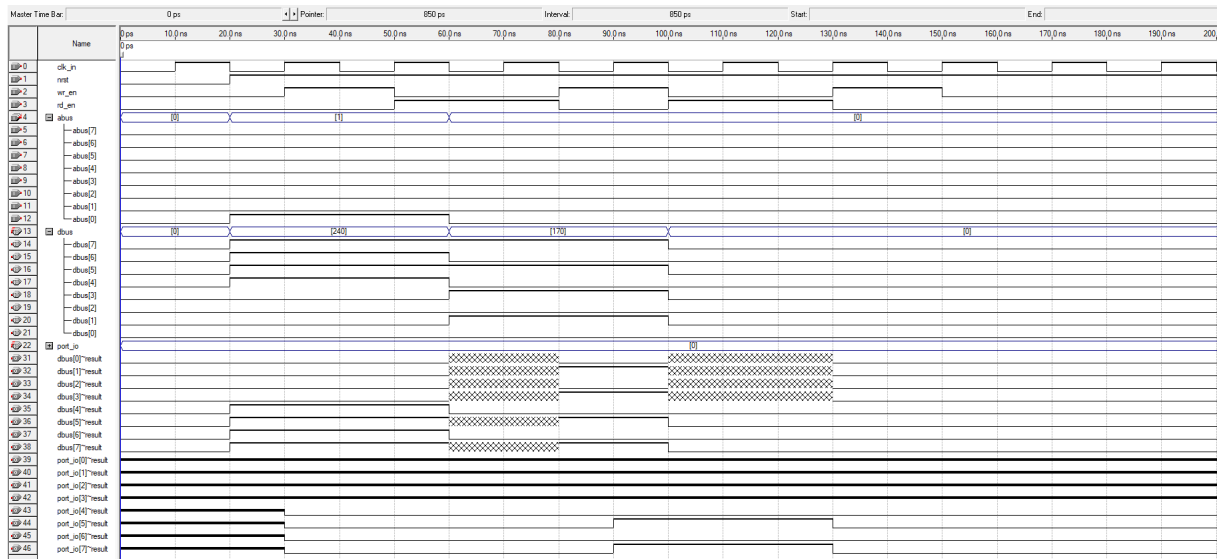 Master Time Bar: 0 ps Pointer: 850 ps Interval: 850 ps Start: End:
Name
0 ps 10.0 ns 20.0 ns 30.0 ns 40.0 ns 50.0 ns 60.0 ns 70.0 ns 80.0 ns 90.0 ns 100.0 ns 110.0 ns 120.0 ns 130.0 ns 140.0 ns 150.0 ns 160.0 ns 170.0 ns 180.0 ns 190.0 ns 200.
0 ps
0 clk_in
1 nrst
2 wr_en
3 rd_en
4 abus [0] [1] [0]
5 abus[7]
6 abus[6]
7 abus[5]
8 abus[4]
9 abus[3]
10 abus[2]
11 abus[1]
12 abus[0]
13 dbus [0] [240] [170] [0]
14 dbus[7]
15 dbus[6]
16 dbus[5]
17 dbus[4]
18 dbus[3]
19 dbus[2]
20 dbus[1]
21 dbus[0]
22 port_io [0]
31 dbus[0]~result
32 dbus[1]~result
33 dbus[2]~result
34 dbus[3]~result
35 dbus[4]~result
36 dbus[5]~result
37 dbus[6]~result
38 dbus[7]~result
39 port_io[0]~result
40 port_io[1]~result
41 port_io[2]~result
42 port_io[3]~result
43 port_io[4]~result
44 port_io[5]~result
45 port_io[6]~result
46 port_io[7]~result